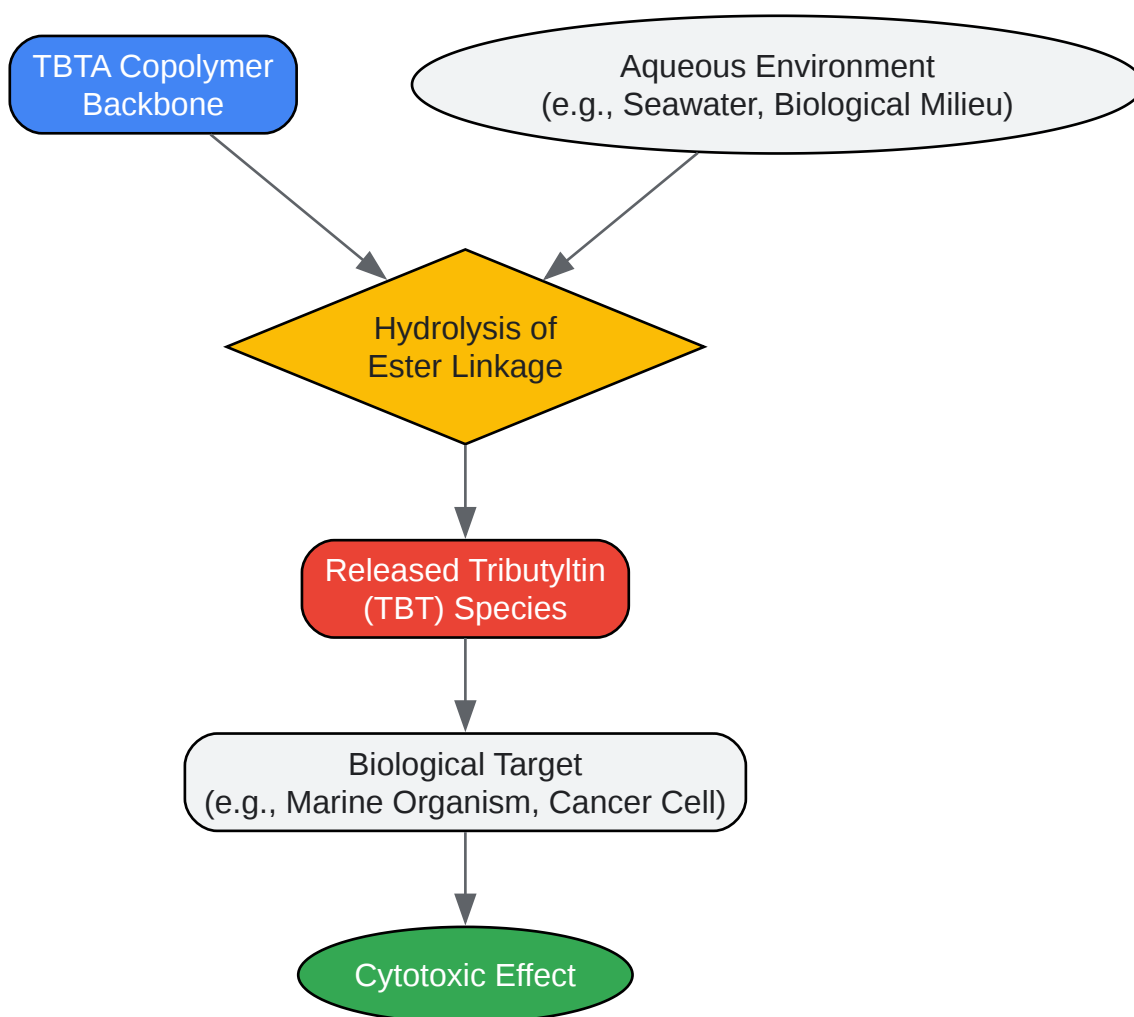 TBTA Copolymer
Backbone
Aqueous Environment
(e.g., Seawater, Biological Milieu)
Hydrolysis of
Ester Linkage
Released Tributyltin
(TBT) Species
Biological Target
(e.g., Marine Organism, Cancer Cell)
Cytotoxic Effect